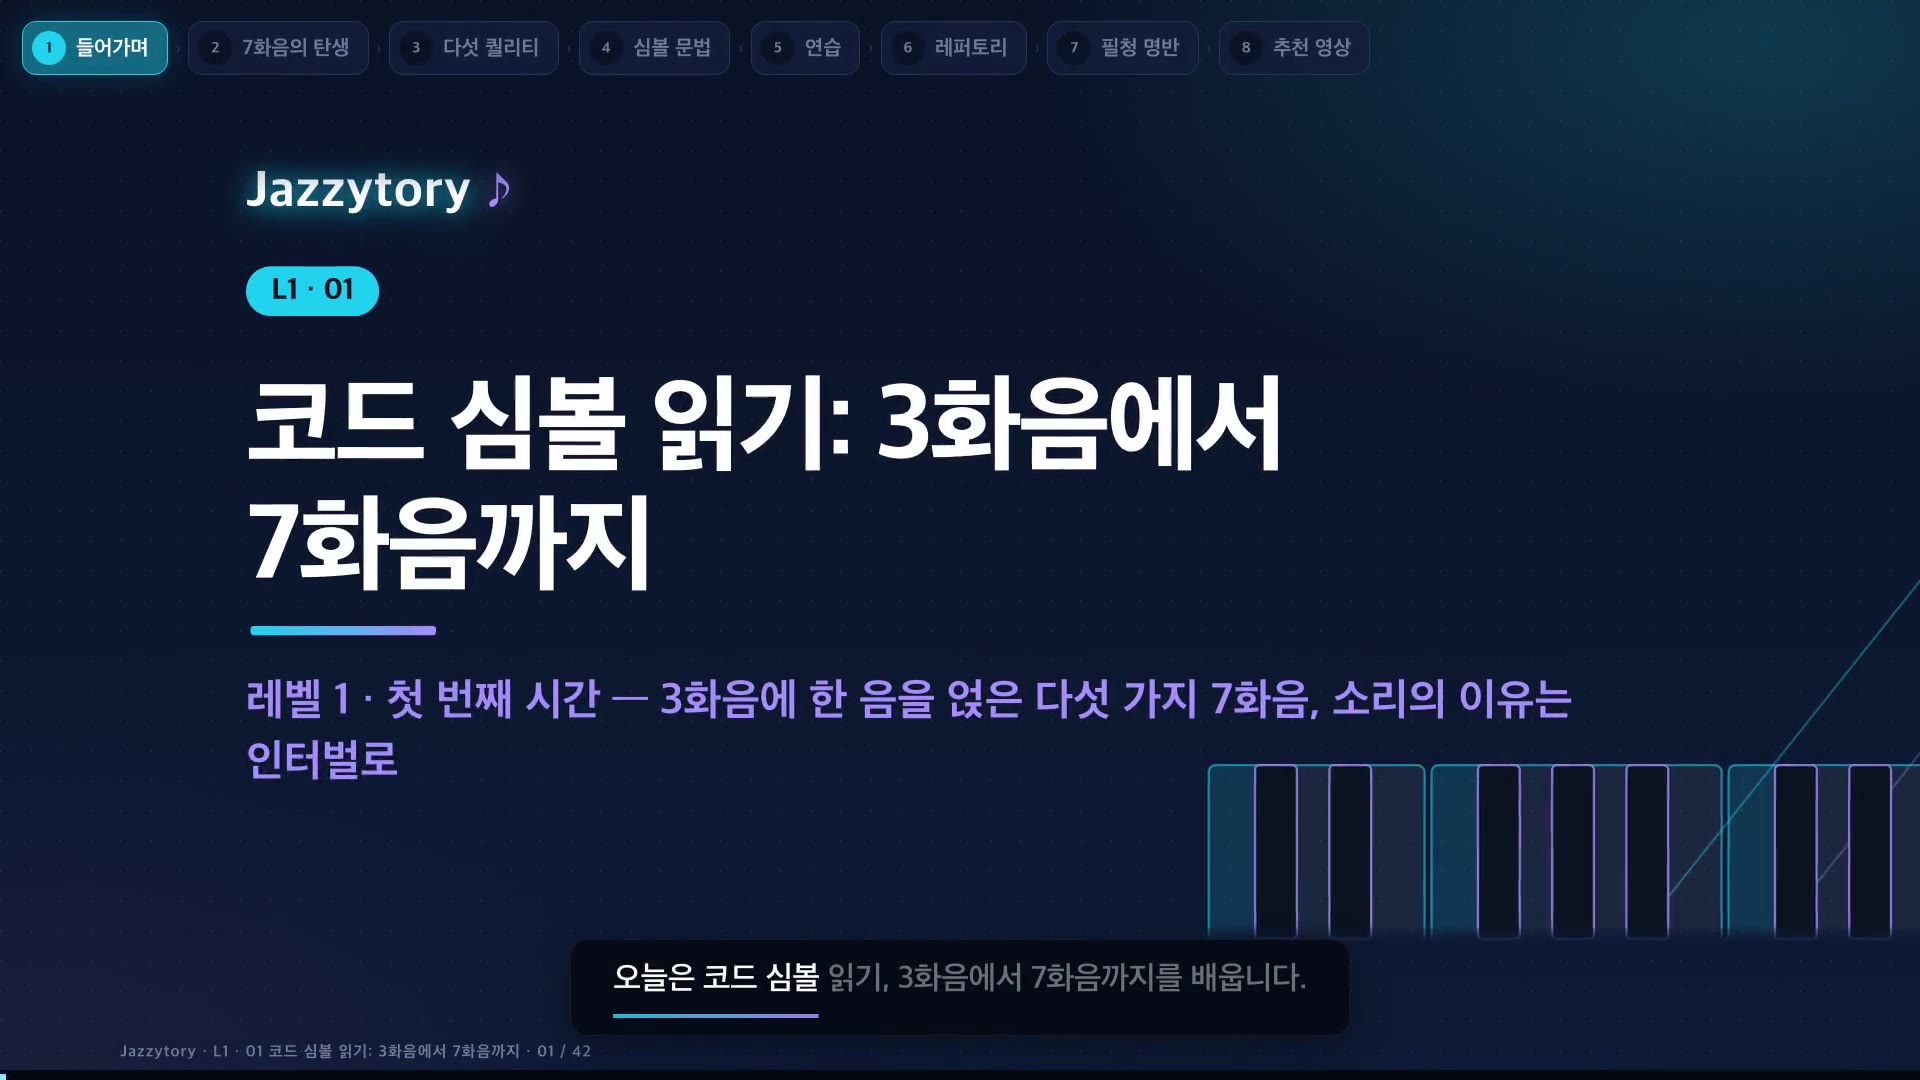 1 들어가며 › 2 7화음의 탄생 › 3 다섯 퀄리티 › 4 심볼 문법 › 5 연습 › 6 레퍼토리 › 7 필청 명반 › 8 추천 영상
Jazzytory ♪
L1 · 01
코드 심볼 읽기: 3화음에서
7화음까지
레벨 1 · 첫 번째 시간 — 3화음에 한 음을 얹은 다섯 가지 7화음, 소리의 이유는
인터벌로
오늘은 코드 심볼 읽기, 3화음에서 7화음까지를 배웁니다.
Jazzytory · L1 · 01 코드 심볼 읽기: 3화음에서 7화음까지 · 01 / 42